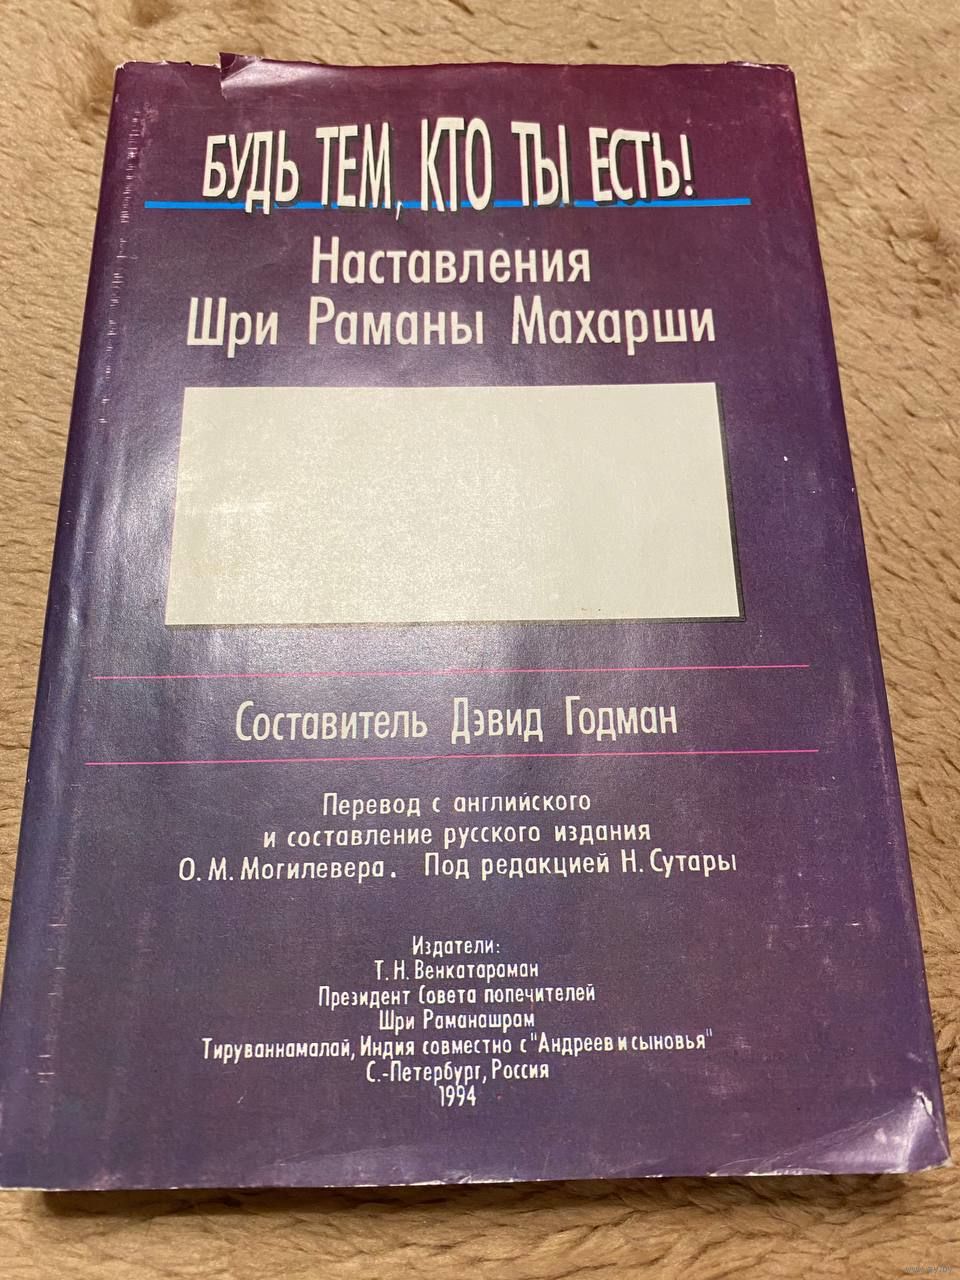 БУДЬ ТЕМ, КТО ТЫ ЕСТЬ!
Наставления
Шри Раманы Махарши
Составитель Дэвид Годман
Перевод с английского
и составление русского издания
О. М. Могилевера. Под редакцией Н. Сутары
Издатели:
Т. Н. Венкатараман
Президент Совета попечителей
Шри Раманашрам
Тируваннамалай, Индия совместно с "Андреев и сыновья"
С.-Петербург, Россия
1994